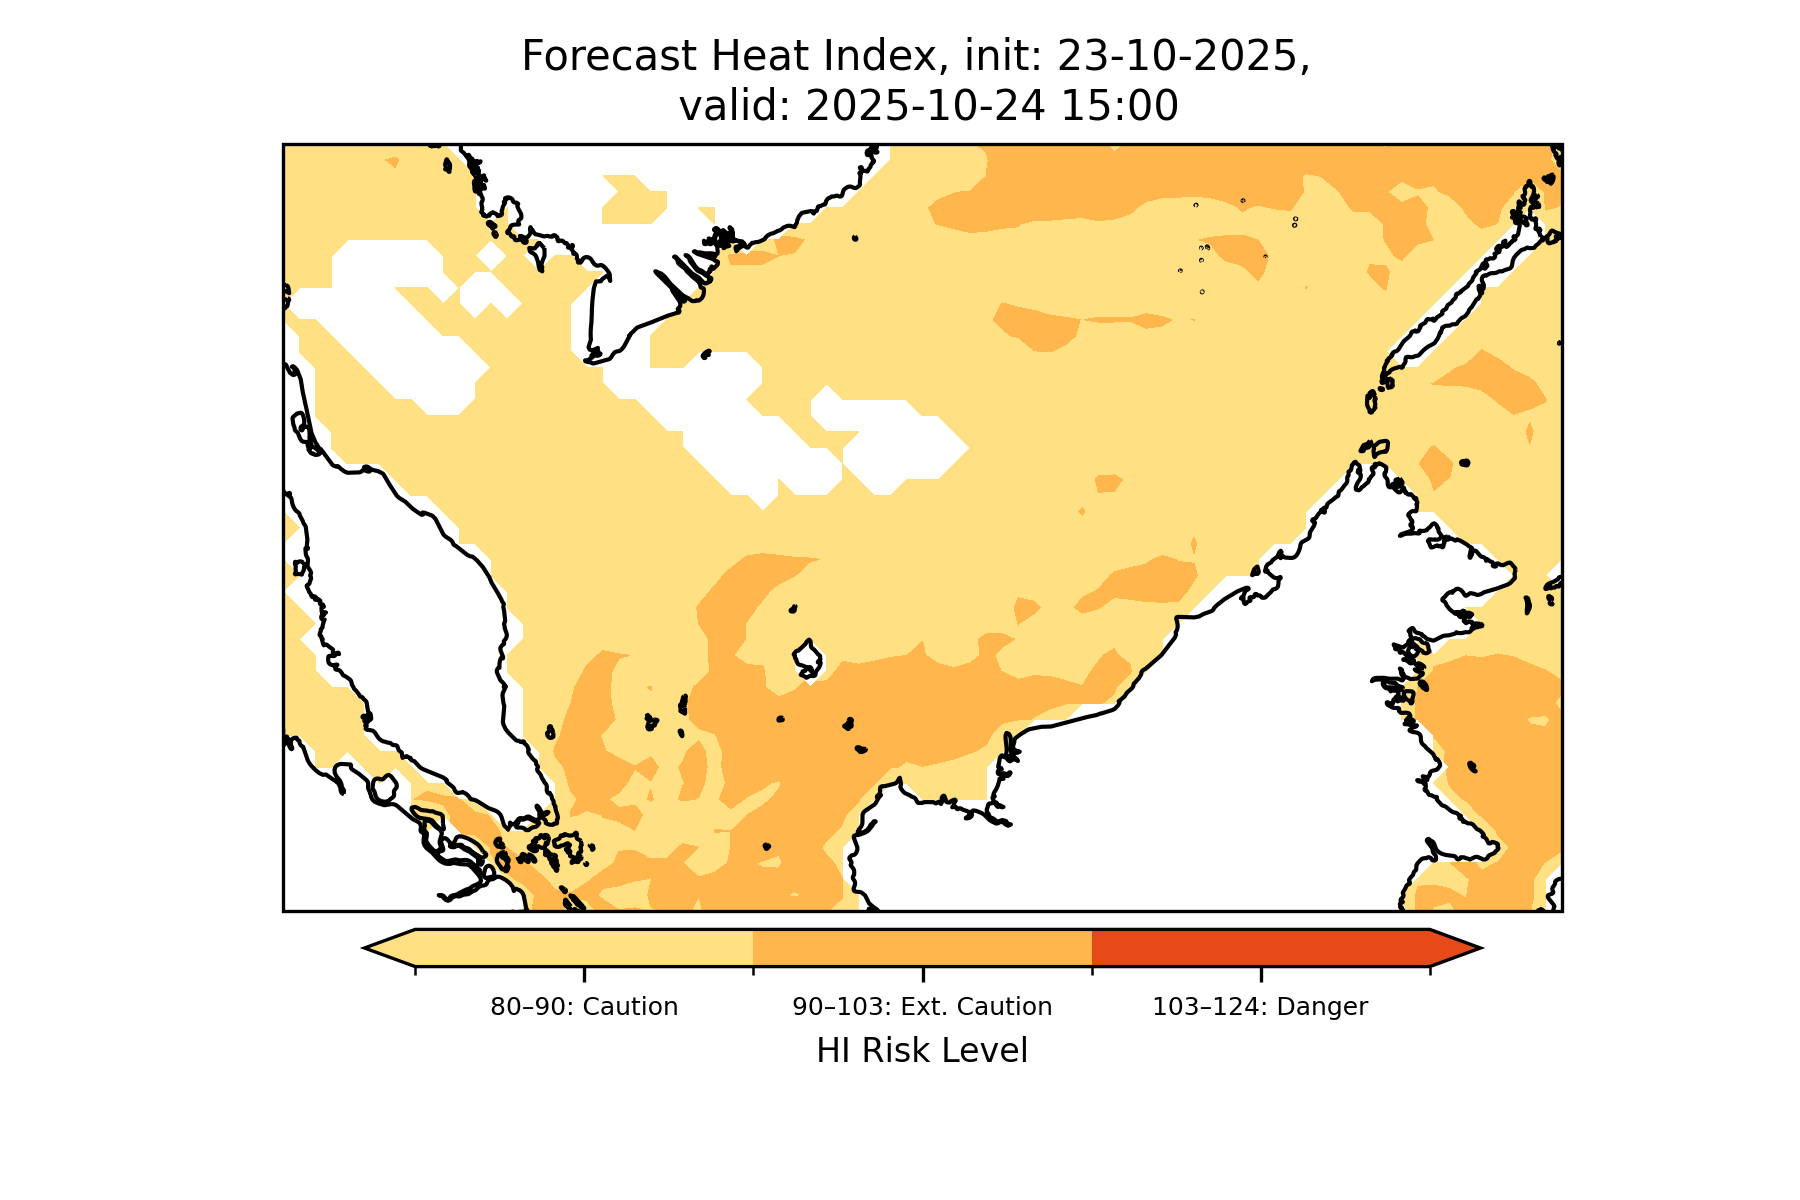 Forecast Heat Index, init: 23-10-2025,
valid: 2025-10-24 15:00
80–90: Caution
90–103: Ext. Caution
103–124: Danger
HI Risk Level